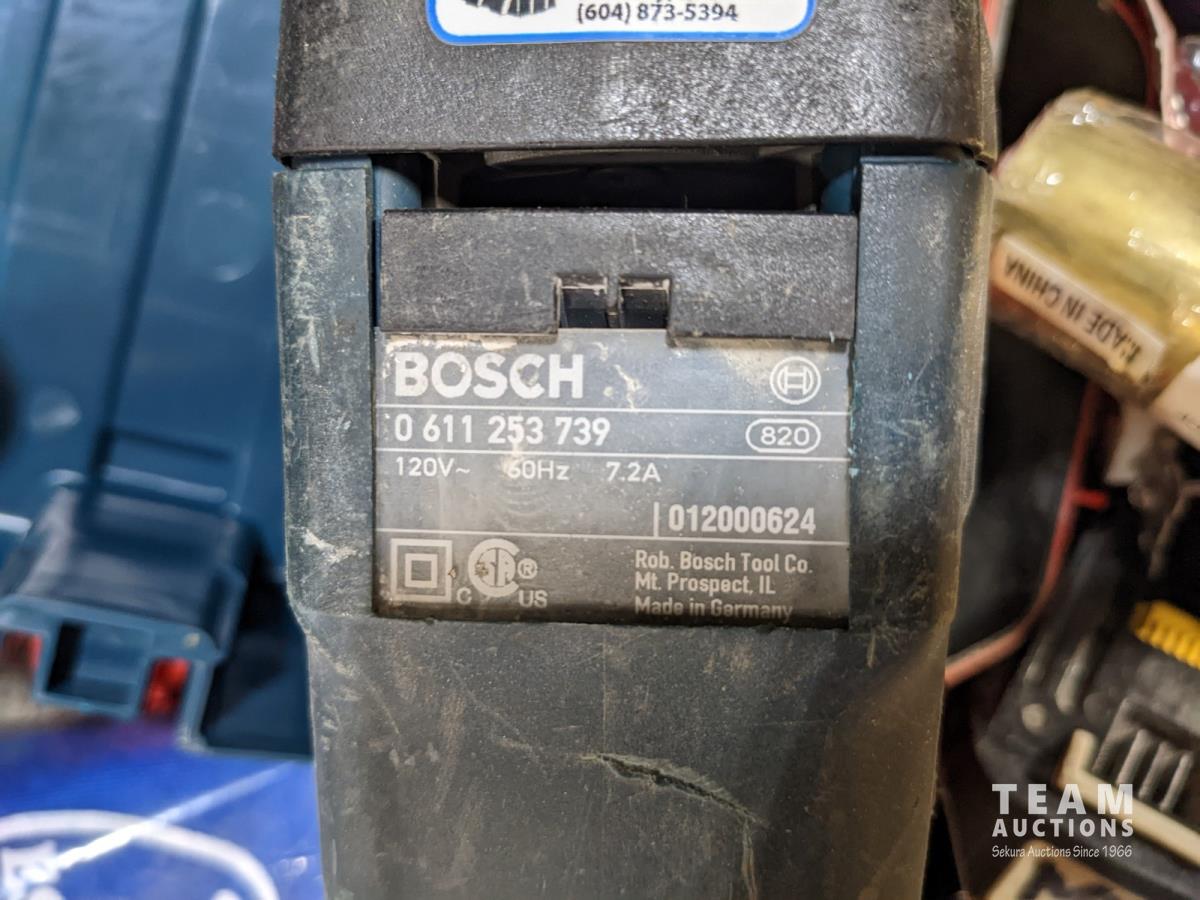 (604) 873-5394
BOSCH
0 611 253 739
820
120V~ 60Hz 7.2A
012000624
Rob. Bosch Tool Co.
Mt. Prospect, IL
Made in Germany
C SA ® US
MADE IN CHINA
TEAM
AUCTIONS
Sekura Auctions Since 1966